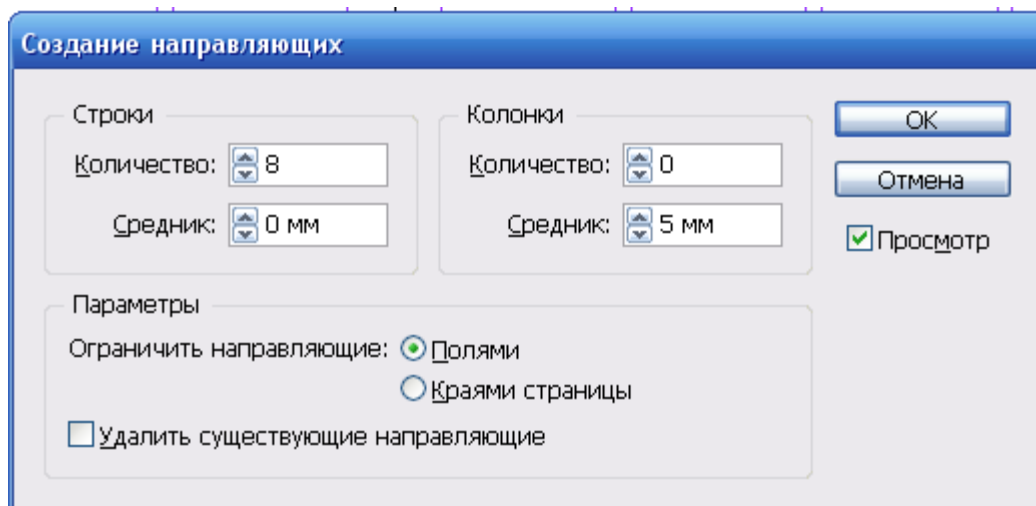 Создание направляющих
Строки
Количество: 8
Средник: 0 мм
Колонки
Количество: 0
Средник: 5 мм
OK
Отмена
Просмотр
Параметры
Ограничить направляющие: Полями
Краями страницы
Удалить существующие направляющие